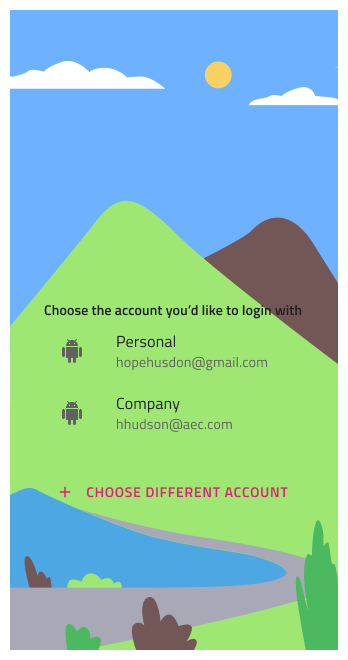 Choose the account you'd like to login with
Personal
hopehusdon@gmail.com
Company
hhudson@aec.com
+ CHOOSE DIFFERENT ACCOUNT